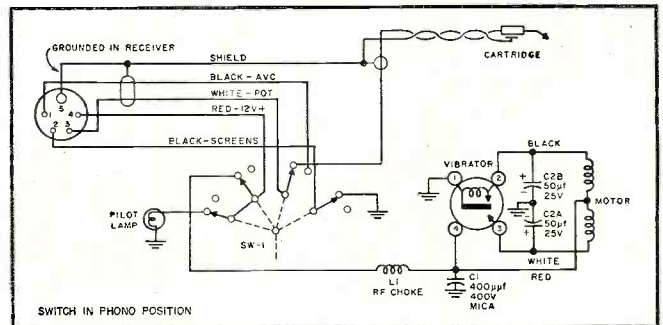 GROUNDED IN RECEIVER
SHIELD
CARTRIDGE
BLACK-AVC
WHITE-POT
RED-12V+
BLACK-SCREENS
5
1
4
2
3
BLACK
VIBRATOR
1
2
C2B
50µf
25V
MOTOR
C2A
50µf
25V
4
3
WHITE
RED
PILOT
LAMP
SW-1
L1
RF CHOKE
C1
400µµf
400V
MICA
SWITCH IN PHONO POSITION